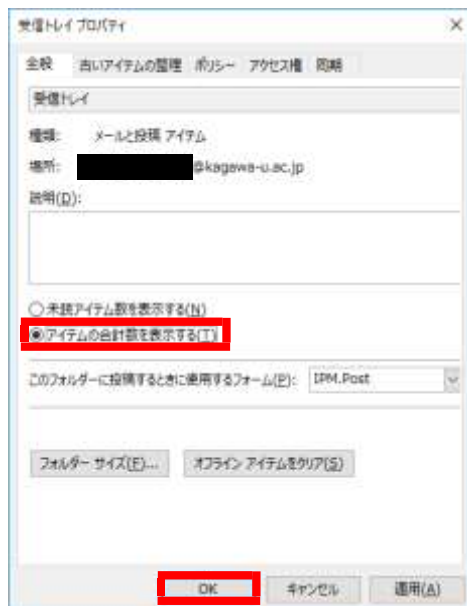 受信トレイ プロパティ
全般 古いアイテムの整理 ポリシー アクセス権 同期
受信トレイ
種類: メールと投稿 アイテム
場所: @kagawa-u.ac.jp
説明(D):
未読アイテム数を表示する(N)
アイテムの合計数を表示する(T)
このフォルダーに投稿するときに使用するフォーム(P): IPM.Post
フォルダー サイズ(F)... オフライン アイテムをクリア(S)
OK キャンセル 適用(A)